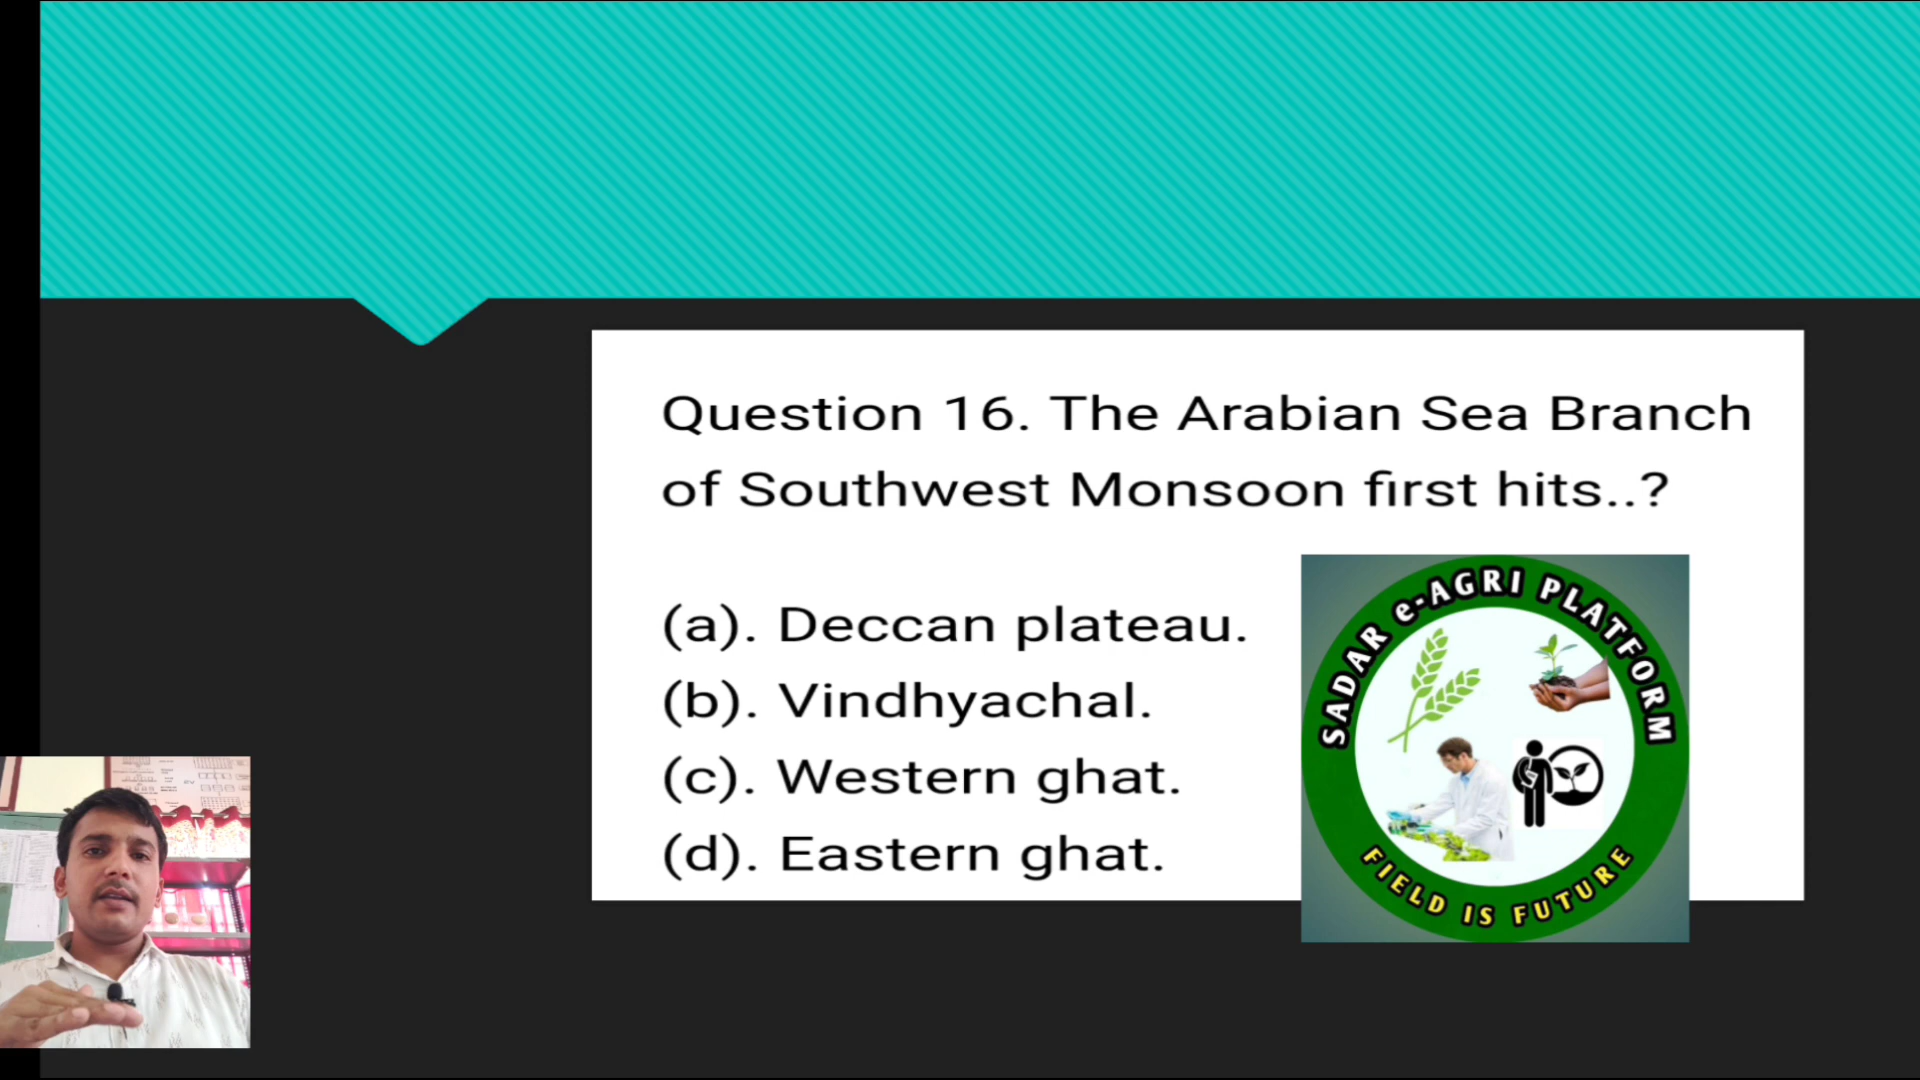 Question 16. The Arabian Sea Branch
of Southwest Monsoon first hits..?
(a). Deccan plateau.
(b). Vindhyachal.
(c). Western ghat.
(d). Eastern ghat.
SADAR e-AGRI PLATFORM
FIELD IS FUTURE